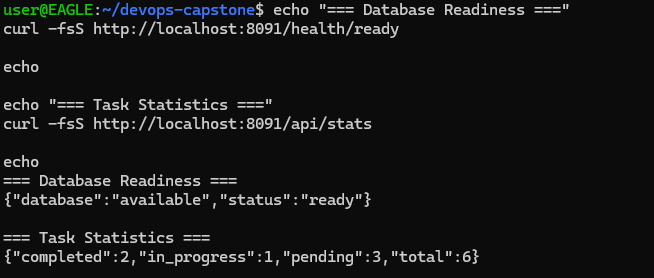 user@EAGLE:~/devops-capstone$ echo "=== Database Readiness ==="
curl -fsS http://localhost:8091/health/ready
echo
echo "=== Task Statistics ==="
curl -fsS http://localhost:8091/api/stats
echo
=== Database Readiness ===
{"database":"available","status":"ready"}
=== Task Statistics ===
{"completed":2,"in_progress":1,"pending":3,"total":6}